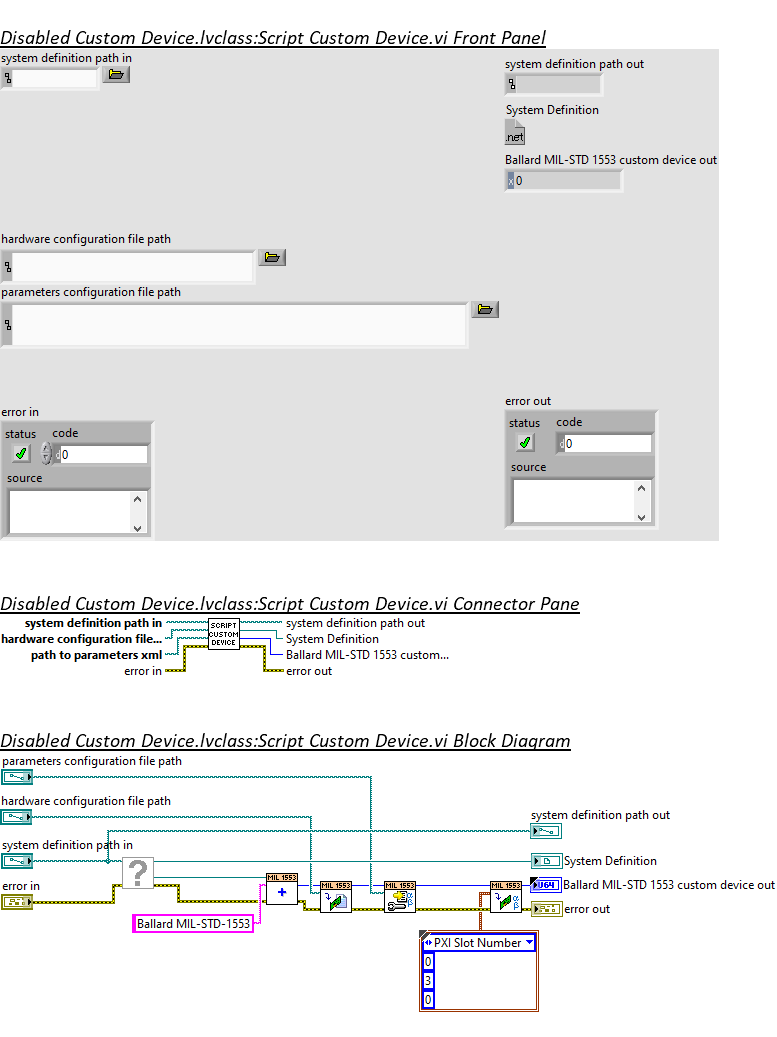 Disabled Custom Device.lvclass:Script Custom Device.vi Front Panel
system definition path in
system definition path out
System Definition
.net
Ballard MIL-STD 1553 custom device out
x 0
hardware configuration file path
parameters configuration file path
error in
status code
d 0
source
error out
status code
d 0
source
Disabled Custom Device.lvclass:Script Custom Device.vi Connector Pane
system definition path in
hardware configuration file...
path to parameters xml
error in
SCRIPT
CUSTOM
DEVICE
system definition path out
System Definition
Ballard MIL-STD 1553 custom...
error out
Disabled Custom Device.lvclass:Script Custom Device.vi Block Diagram
parameters configuration file path
hardware configuration file path
system definition path in
error in
?
MIL 1553
+
MIL 1553
MIL 1553
αβ
MIL 1553
αβ
Ballard MIL-STD-1553
system definition path out
System Definition
U64
Ballard MIL-STD 1553 custom device out
error out
PXI Slot Number
0
3
0